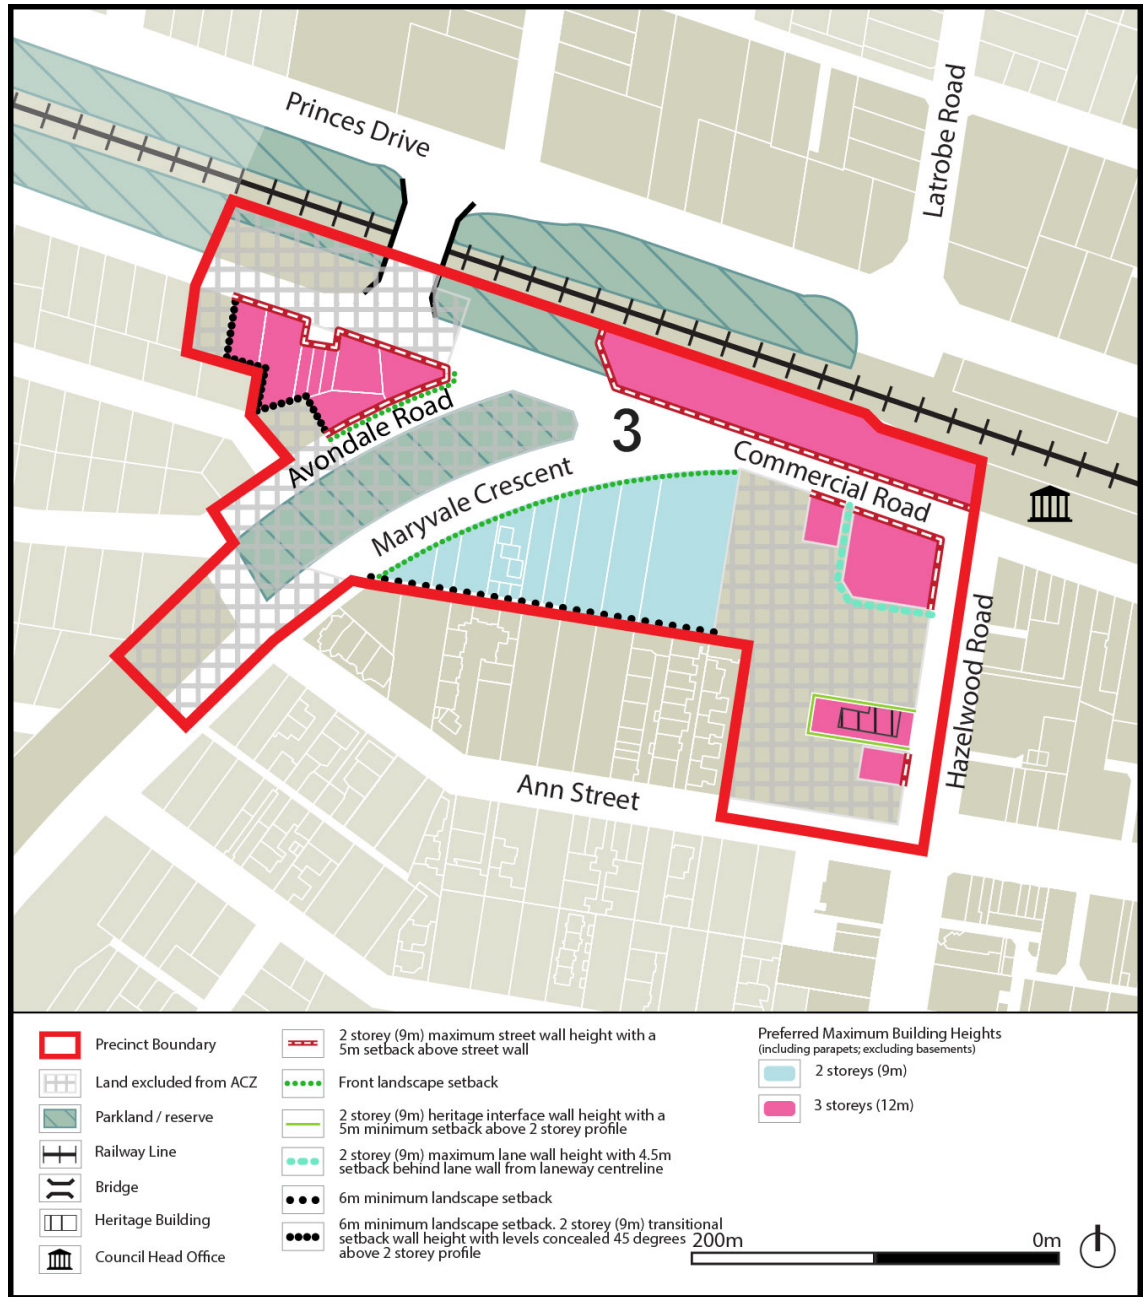 Princes Drive
Latrobe Road
Avondale Road
3
Maryvale Crescent
Commercial Road
Hazelwood Road
Ann Street
Precinct Boundary
Land excluded from ACZ
Parkland / reserve
Railway Line
Bridge
Heritage Building
Council Head Office
2 storey (9m) maximum street wall height with a
5m setback above street wall
Front landscape setback
2 storey (9m) heritage interface wall height with a
5m minimum setback above 2 storey profile
2 storey (9m) maximum lane wall height with 4.5m
setback behind lane wall from laneway centreline
6m minimum landscape setback
6m minimum landscape setback. 2 storey (9m) transitional
setback wall height with levels concealed 45 degrees
above 2 storey profile
Preferred Maximum Building Heights
(including parapets; excluding basements)
2 storeys (9m)
3 storeys (12m)
200m
0m